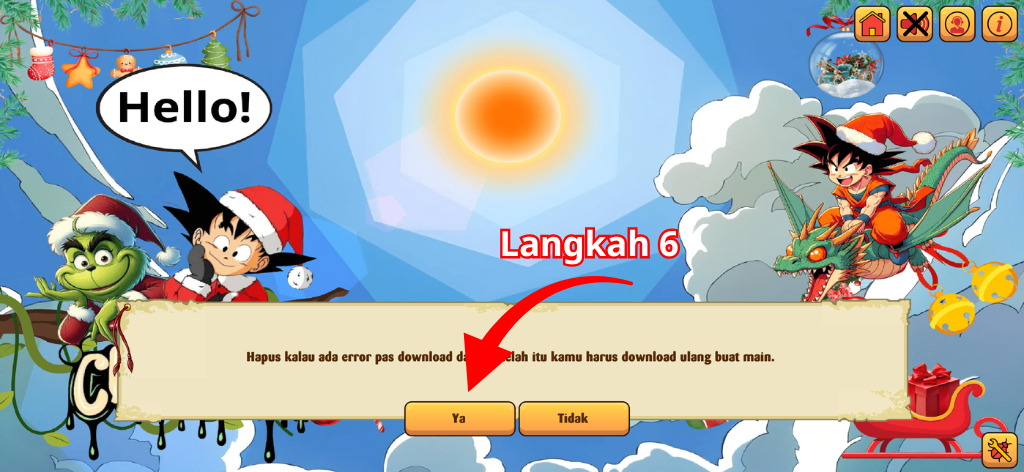 Hello!
Langkah 6
Hapus kalau ada error pas download da elah itu kamu harus download ulang buat main.
Ya
Tidak